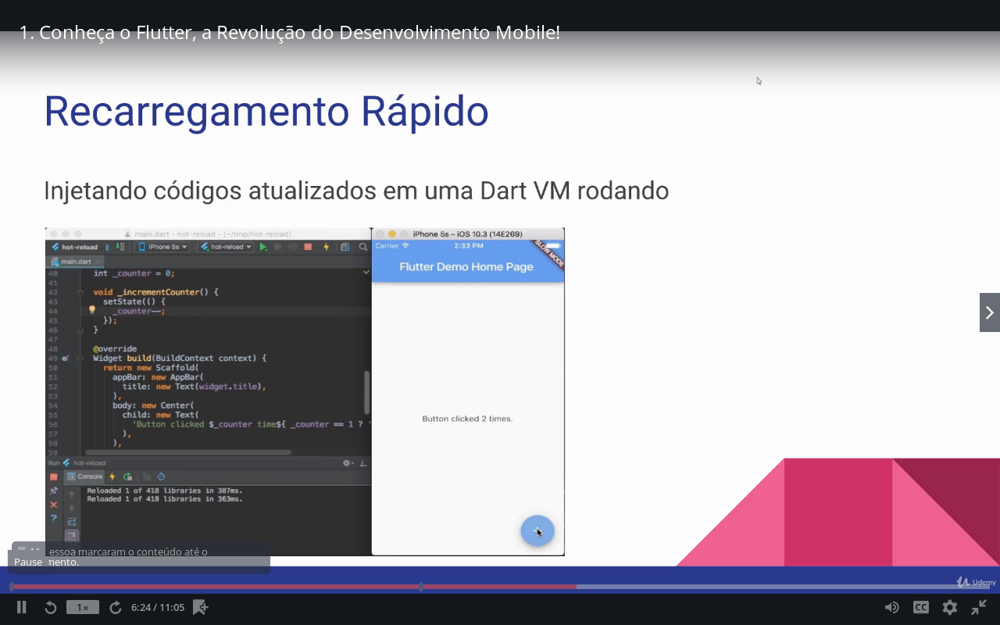 1. Conheça o Flutter, a Revolução do Desenvolvimento Mobile!
Recarregamento Rápido
Injetando códigos atualizados em uma Dart VM rodando
main.dart - hot-reload - [~/tmp/hot-reload]
hot-reload
iPhone 5s
hot-reload
main.dart
40 int _counter = 0;
41
42 void _incrementCounter() {
43 setState(() {
44 _counter--;
45 });
46 }
47
48 @override
49 Widget build(BuildContext context) {
50 return new Scaffold(
51 appBar: new AppBar(
52 title: new Text(widget.title),
53 ),
54 body: new Center(
55 child: new Text(
56 'Button clicked $_counter time${ _counter == 1 ? '
57 ),
58 ),
59
Run hot-reload
Console
Reloaded 1 of 418 libraries in 387ms.
Reloaded 1 of 418 libraries in 363ms.
iPhone 5s – iOS 10.3 (14E269)
Carrier 2:33 PM
SLOW MODE
Flutter Demo Home Page
Button clicked 2 times.
essoa marcaram o conteúdo até o
Pause mento.
Udemy
1× 6:24 / 11:05
CC